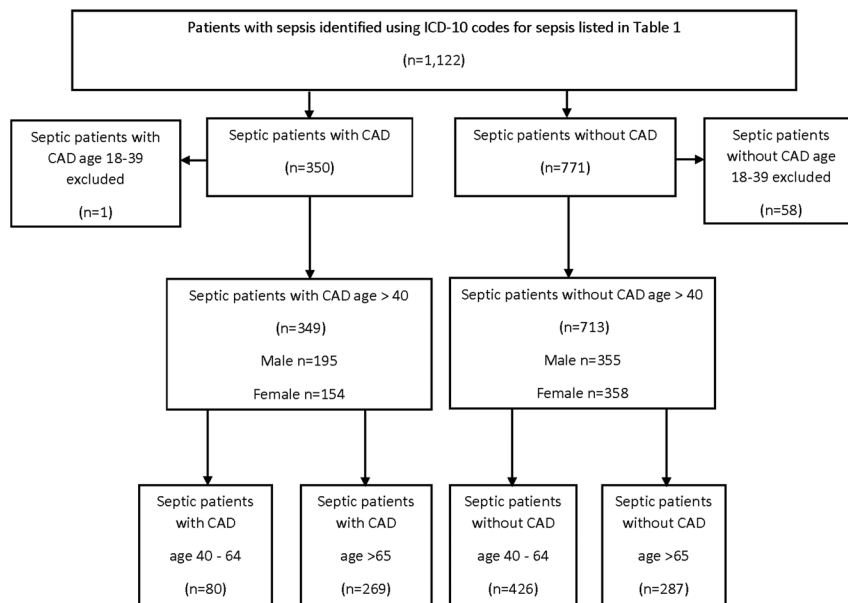 Patients with sepsis identified using ICD-10 codes for sepsis listed in Table 1
(n=1,122)
Septic patients with
CAD age 18-39
excluded
(n=1)
Septic patients with CAD
(n=350)
Septic patients without CAD
(n=771)
Septic patients
without CAD age
18-39 excluded
(n=58)
Septic patients with CAD age > 40
(n=349)
Male n=195
Female n=154
Septic patients without CAD age > 40
(n=713)
Male n=355
Female n=358
Septic patients
with CAD
age 40 - 64
(n=80)
Septic patients
with CAD
age >65
(n=269)
Septic patients
without CAD
age 40 - 64
(n=426)
Septic patients
without CAD
age >65
(n=287)